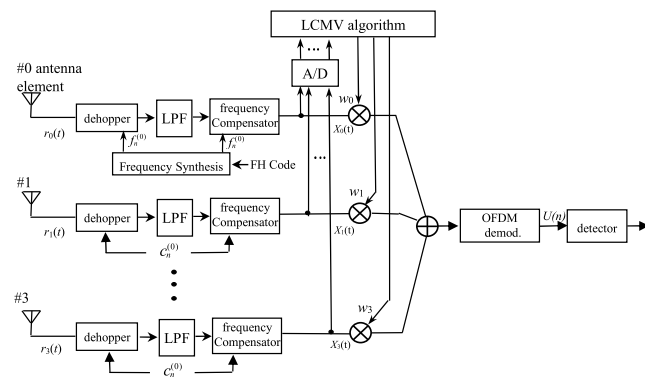 LCMV algorithm
...
#0 antenna
element
A/D
w0
dehopper
LPF
frequency
Compensator
r0(t)
X0(t)
fn(0)
fn(0)
Frequency Synthesis
FH Code
...
#1
w1
dehopper
LPF
frequency
Compensator
OFDM
demod.
U(n)
detector
r1(t)
X1(t)
cn(0)
#3
w3
dehopper
LPF
frequency
Compensator
r3(t)
X3(t)
cn(0)